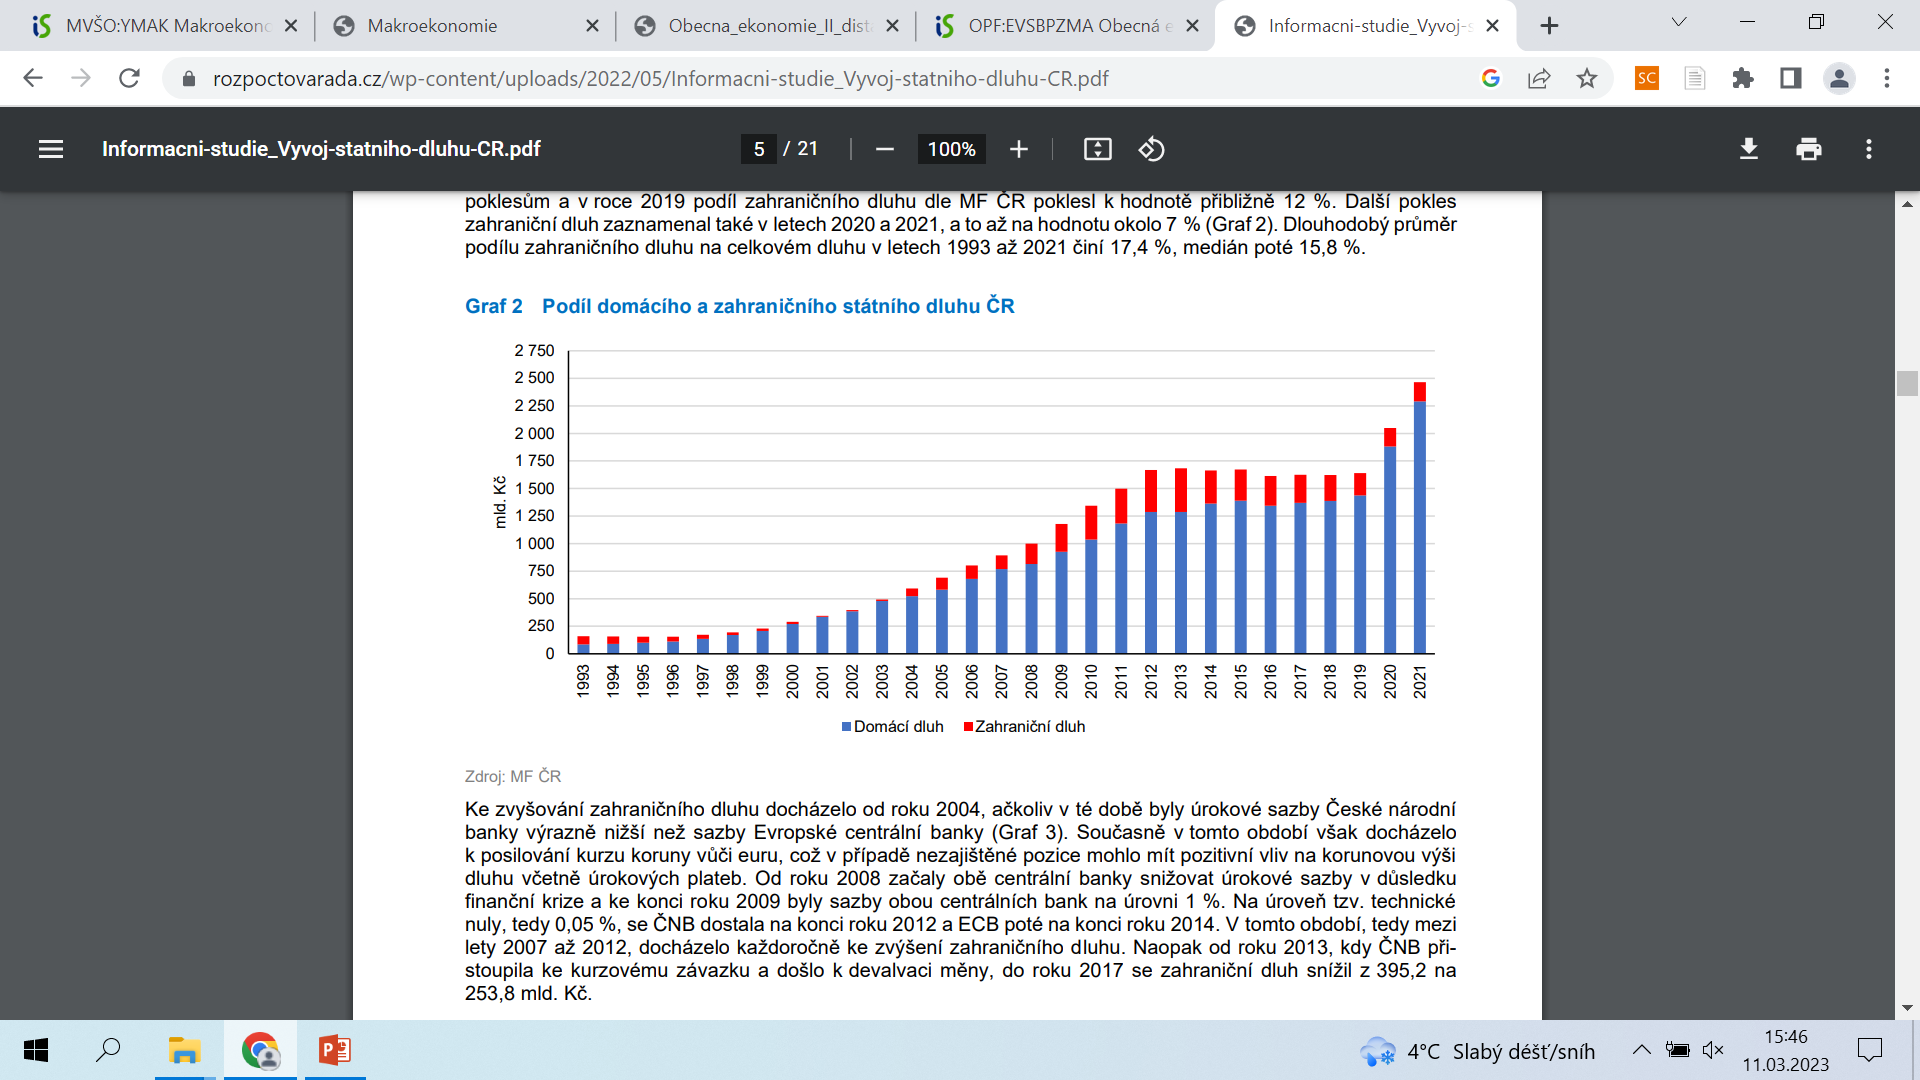 MVŠO:YMAK Makroekonc
Makroekonomie
Obecna_ekonomie_II_dista
OPF:EVSBPZMA Obecná e
Informacni-studie_Vyvoj-s
rozpoctovarada.cz/wp-content/uploads/2022/05/Informacni-studie_Vyvoj-statniho-dluhu-CR.pdf
SC
Informacni-studie_Vyvoj-statniho-dluhu-CR.pdf
5 / 21
100%
poklesům a v roce 2019 podíl zahraničního dluhu dle MF ČR poklesl k hodnotě přibližně 12 %. Další pokles
zahraniční dluh zaznamenal také v letech 2020 a 2021, a to až na hodnotu okolo 7 % (Graf 2). Dlouhodobý průměr
podílu zahraničního dluhu na celkovém dluhu v letech 1993 až 2021 činí 17,4 %, medián poté 15,8 %.
Graf 2 Podíl domácího a zahraničního státního dluhu ČR
mld. Kč
2 750
2 500
2 250
2 000
1 750
1 500
1 250
1 000
750
500
250
0
1993 1994 1995 1996 1997 1998 1999 2000 2001 2002 2003 2004 2005 2006 2007 2008 2009 2010 2011 2012 2013 2014 2015 2016 2017 2018 2019 2020 2021
Domácí dluh Zahraniční dluh
Zdroj: MF ČR
Ke zvyšování zahraničního dluhu docházelo od roku 2004, ačkoliv v té době byly úrokové sazby České národní
banky výrazně nižší než sazby Evropské centrální banky (Graf 3). Současně v tomto období však docházelo
k posilování kurzu koruny vůči euru, což v případě nezajištěné pozice mohlo mít pozitivní vliv na korunovou výši
dluhu včetně úrokových plateb. Od roku 2008 začaly obě centrální banky snižovat úrokové sazby v důsledku
finanční krize a ke konci roku 2009 byly sazby obou centrálních bank na úrovni 1 %. Na úroveň tzv. technické
nuly, tedy 0,05 %, se ČNB dostala na konci roku 2012 a ECB poté na konci roku 2014. V tomto období, tedy mezi
lety 2007 až 2012, docházelo každoročně ke zvýšení zahraničního dluhu. Naopak od roku 2013, kdy ČNB při-
stoupila ke kurzovému závazku a došlo k devalvaci měny, do roku 2017 se zahraniční dluh snížil z 395,2 na
253,8 mld. Kč.
4°C Slabý déšť/sníh
15:46
11.03.2023